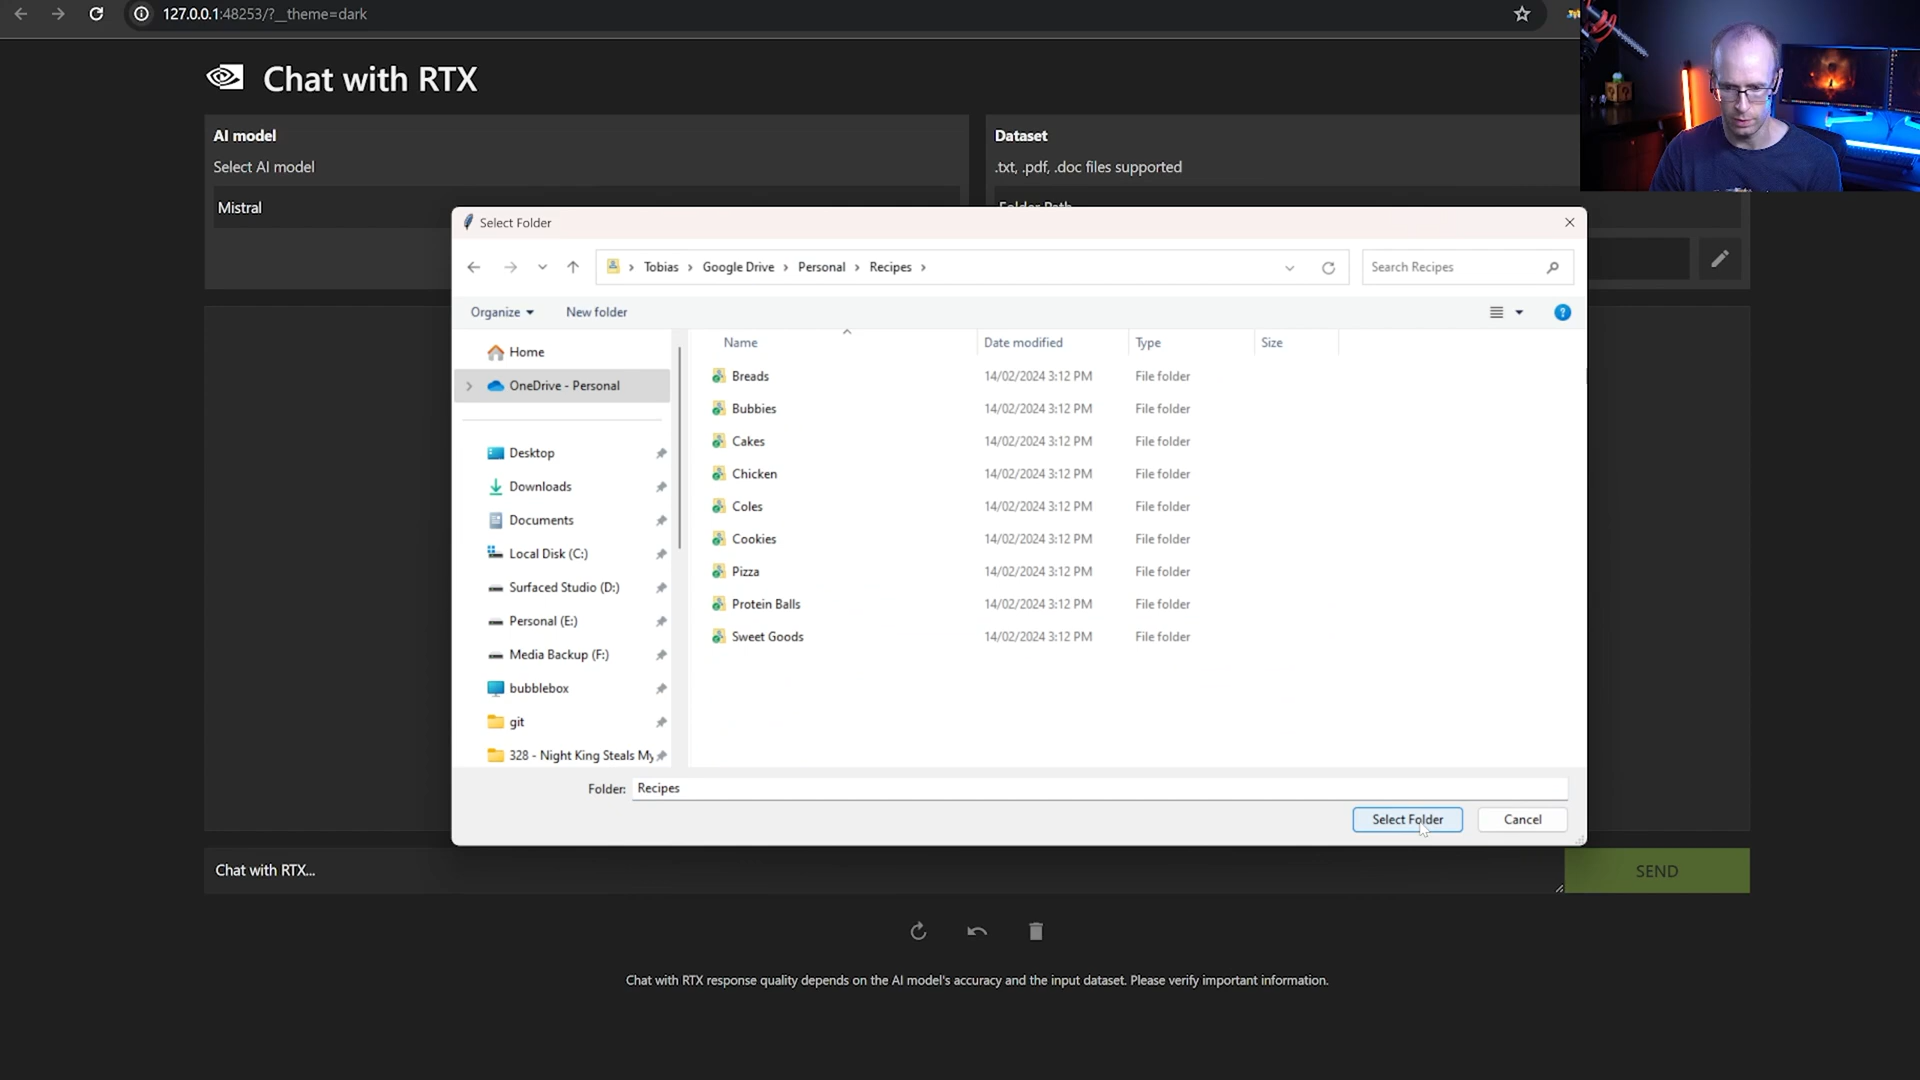 127.0.0.1:48253/?__theme=dark
Chat with RTX
AI model
Select AI model
Mistral
Dataset
.txt, .pdf, .doc files supported
Folder Path
Select Folder
Tobias > Google Drive > Personal > Recipes >
Search Recipes
Organize
New folder
Name Date modified Type Size
Home
OneDrive - Personal
Desktop
Downloads
Documents
Local Disk (C:)
Surfaced Studio (D:)
Personal (E:)
Media Backup (F:)
bubblebox
git
328 - Night King Steals My
Breads 14/02/2024 3:12 PM File folder
Bubbies 14/02/2024 3:12 PM File folder
Cakes 14/02/2024 3:12 PM File folder
Chicken 14/02/2024 3:12 PM File folder
Coles 14/02/2024 3:12 PM File folder
Cookies 14/02/2024 3:12 PM File folder
Pizza 14/02/2024 3:12 PM File folder
Protein Balls 14/02/2024 3:12 PM File folder
Sweet Goods 14/02/2024 3:12 PM File folder
Folder: Recipes
Select Folder
Cancel
Chat with RTX...
SEND
Chat with RTX response quality depends on the AI model's accuracy and the input dataset. Please verify important information.